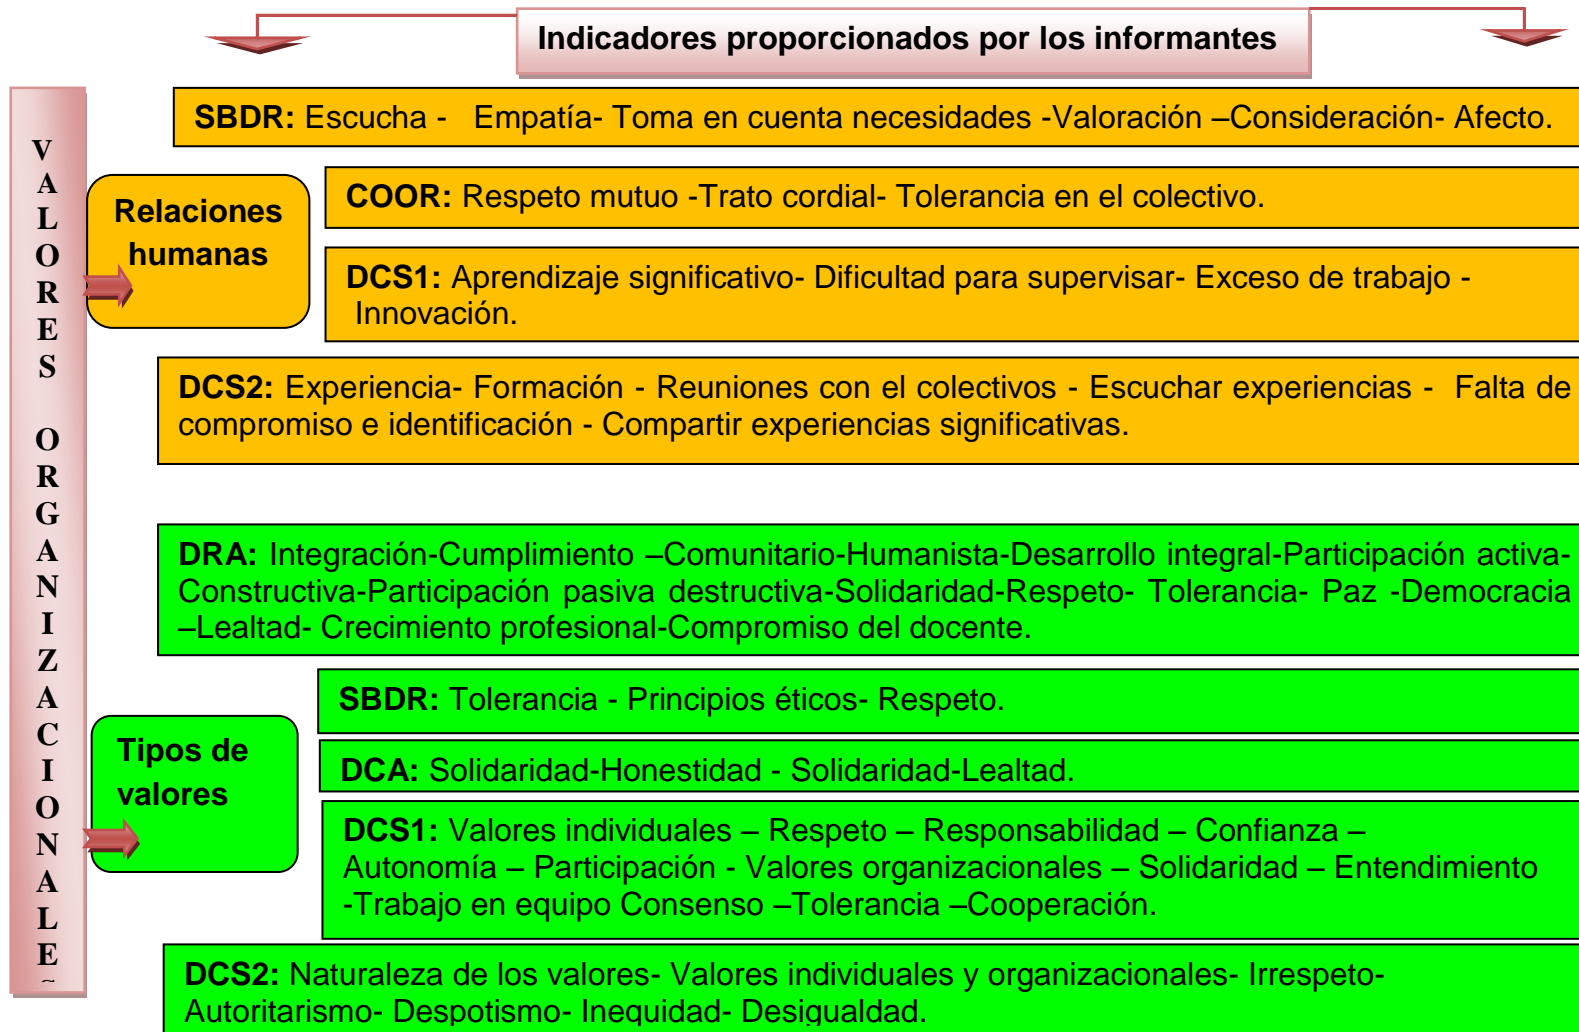 Indicadores proporcionados por los informantes
VALORES ORGANIZACIONALES
SBDR: Escucha - Empatía- Toma en cuenta necesidades -Valoración –Consideración- Afecto.
Relaciones
humanas
COOR: Respeto mutuo -Trato cordial- Tolerancia en el colectivo.
DCS1: Aprendizaje significativo- Dificultad para supervisar- Exceso de trabajo -
Innovación.
DCS2: Experiencia- Formación - Reuniones con el colectivos - Escuchar experiencias - Falta de
compromiso e identificación - Compartir experiencias significativas.
DRA: Integración-Cumplimiento –Comunitario-Humanista-Desarrollo integral-Participación activa-
Constructiva-Participación pasiva destructiva-Solidaridad-Respeto- Tolerancia- Paz -Democracia
–Lealtad- Crecimiento profesional-Compromiso del docente.
Tipos de
valores
SBDR: Tolerancia - Principios éticos- Respeto.
DCA: Solidaridad-Honestidad - Solidaridad-Lealtad.
DCS1: Valores individuales – Respeto – Responsabilidad – Confianza –
Autonomía – Participación - Valores organizacionales – Solidaridad – Entendimiento
-Trabajo en equipo Consenso –Tolerancia –Cooperación.
DCS2: Naturaleza de los valores- Valores individuales y organizacionales- Irrespeto-
Autoritarismo- Despotismo- Inequidad- Desigualdad.